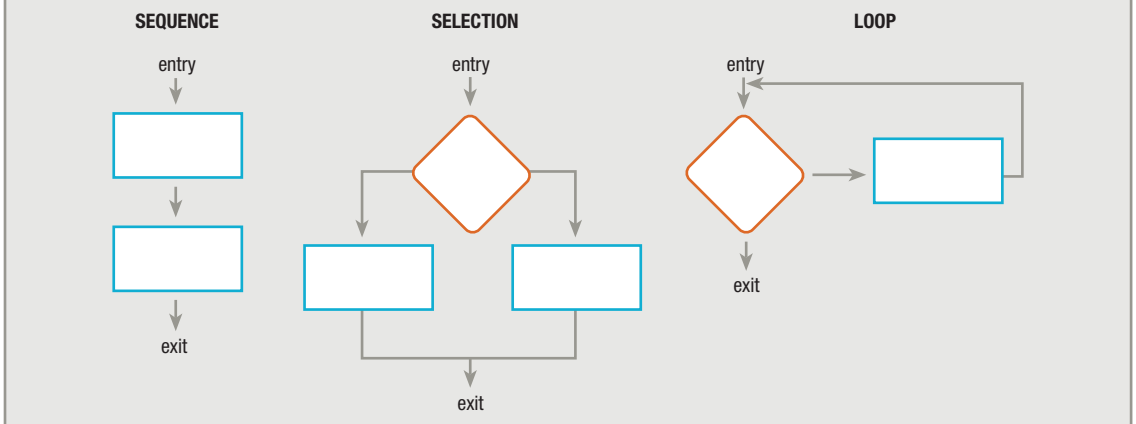 SEQUENCE
entry
exit
SELECTION
entry
exit
LOOP
entry
exit